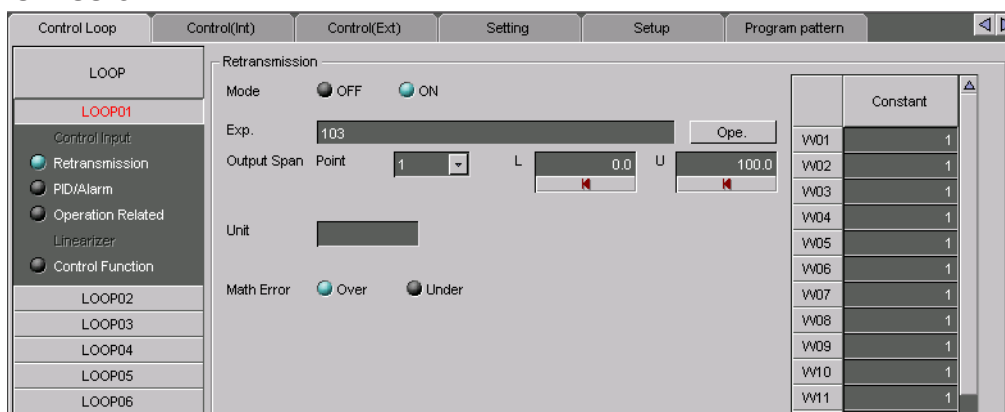 Control Loop Control(Int) Control(Ext) Setting Setup Program pattern
LOOP
LOOP01
Control Input
Retransmission
PID/Alarm
Operation Related
Linearizer
Control Function
LOOP02
LOOP03
LOOP04
LOOP05
LOOP06
Retransmission
Mode OFF ON
Exp. 103 Ope.
Output Span Point 1 L 0.0 U 100.0
Unit
Math Error Over Under
Constant
W01 1
W02 1
W03 1
W04 1
W05 1
W06 1
W07 1
W08 1
W09 1
W10 1
W11 1